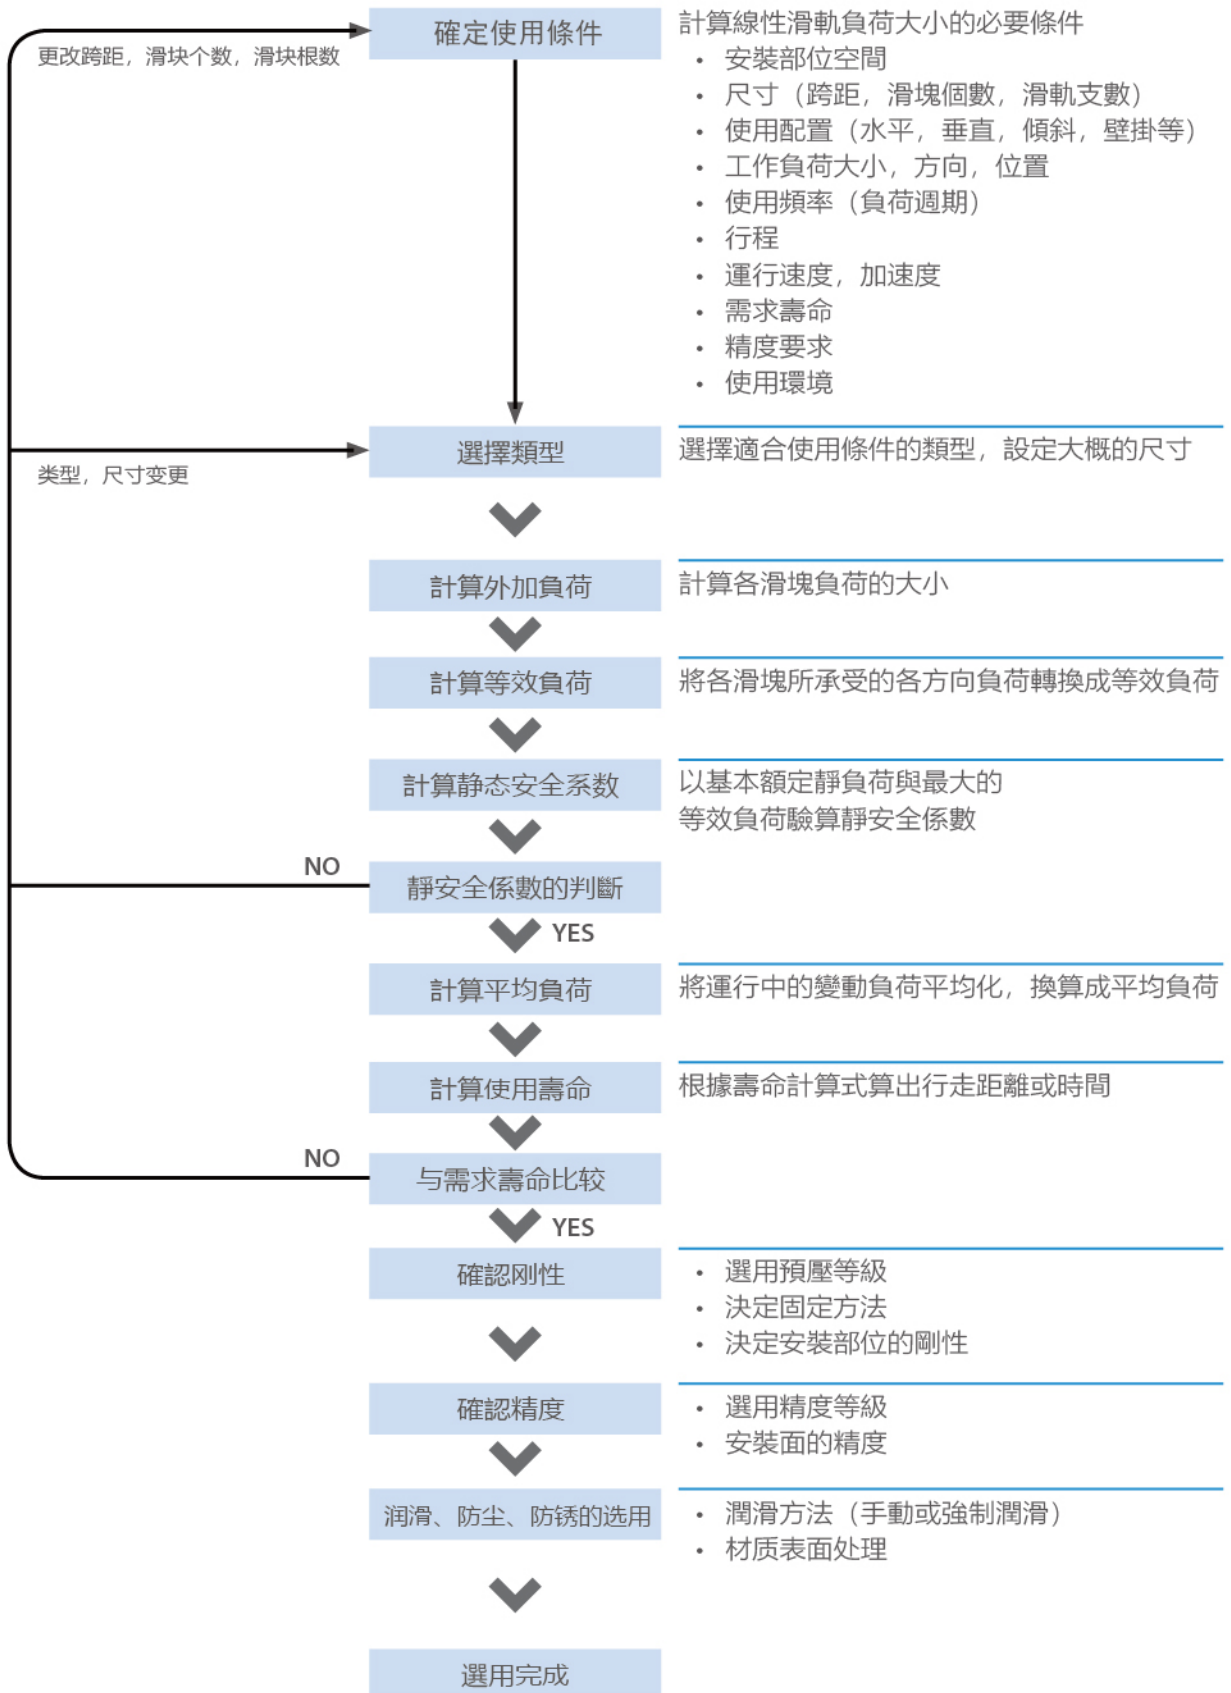 確定使用條件
更改跨距，滑块个数，滑块根数
計算線性滑軌負荷大小的必要條件
• 安裝部位空間
• 尺寸（跨距，滑塊個數，滑軌支數）
• 使用配置（水平，垂直，傾斜，壁掛等）
• 工作負荷大小，方向，位置
• 使用頻率（負荷週期）
• 行程
• 運行速度，加速度
• 需求壽命
• 精度要求
• 使用環境
選擇類型
类型，尺寸变更
選擇適合使用條件的類型，設定大概的尺寸
計算外加負荷
計算各滑塊負荷的大小
計算等效負荷
將各滑塊所承受的各方向負荷轉換成等效負荷
計算静态安全系数
以基本額定靜負荷與最大的
等效負荷驗算靜安全係數
NO
靜安全係數的判斷
YES
計算平均負荷
將運行中的變動負荷平均化，換算成平均負荷
計算使用壽命
根據壽命計算式算出行走距離或時間
NO
与需求壽命比较
YES
確認刚性
• 選用預壓等級
• 決定固定方法
• 決定安裝部位的剛性
確認精度
• 選用精度等級
• 安裝面的精度
润滑、防尘、防锈的选用
• 潤滑方法（手動或強制潤滑）
• 材质表面处理
選用完成